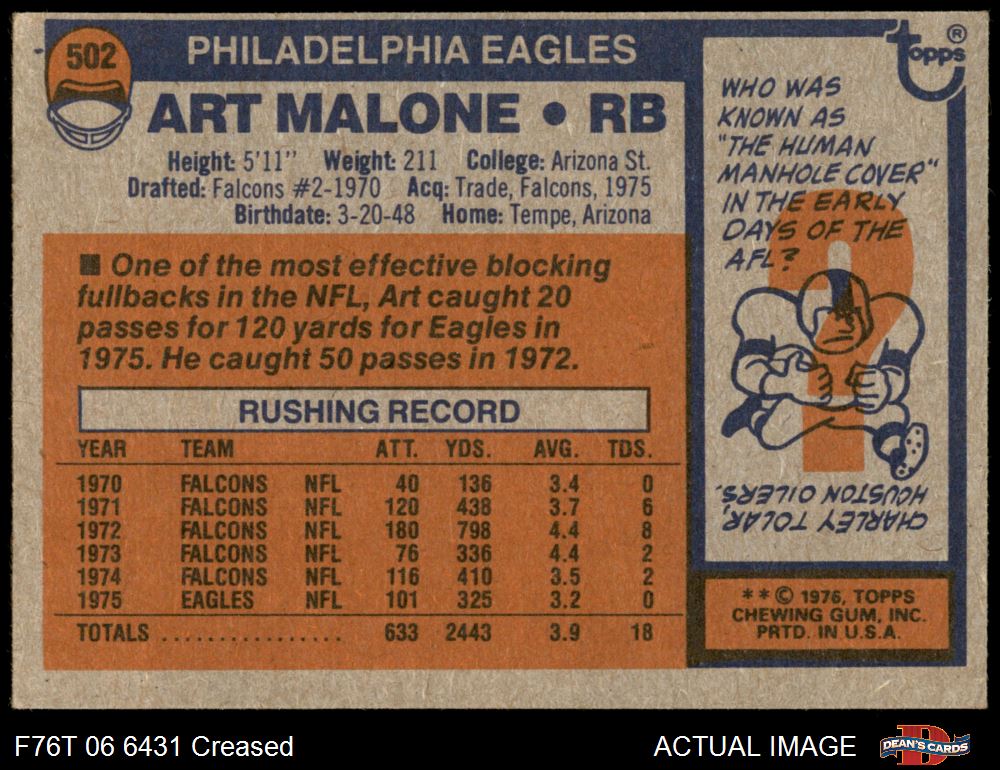 502
PHILADELPHIA EAGLES
ART MALONE • RB
Height: 5'11" Weight: 211 College: Arizona St.
Drafted: Falcons #2-1970 Acq: Trade, Falcons, 1975
Birthdate: 3-20-48 Home: Tempe, Arizona
■ One of the most effective blocking
fullbacks in the NFL, Art caught 20
passes for 120 yards for Eagles in
1975. He caught 50 passes in 1972.
RUSHING RECORD
YEAR TEAM ATT. YDS. AVG. TDS.
1970 FALCONS NFL 40 136 3.4 0
1971 FALCONS NFL 120 438 3.7 6
1972 FALCONS NFL 180 798 4.4 8
1973 FALCONS NFL 76 336 4.4 2
1974 FALCONS NFL 116 410 3.5 2
1975 EAGLES NFL 101 325 3.2 0
TOTALS ................. 633 2443 3.9 18
topps ®
WHO WAS
KNOWN AS
"THE HUMAN
MANHOLE COVER"
IN THE EARLY
DAYS OF THE
AFL?
?
CHARLEY TOLAR,
HOUSTON OILERS.
** © 1976, TOPPS
CHEWING GUM, INC.
PRTD. IN U.S.A.
F76T 06 6431 Creased
ACTUAL IMAGE
D
DEAN'S CARDS